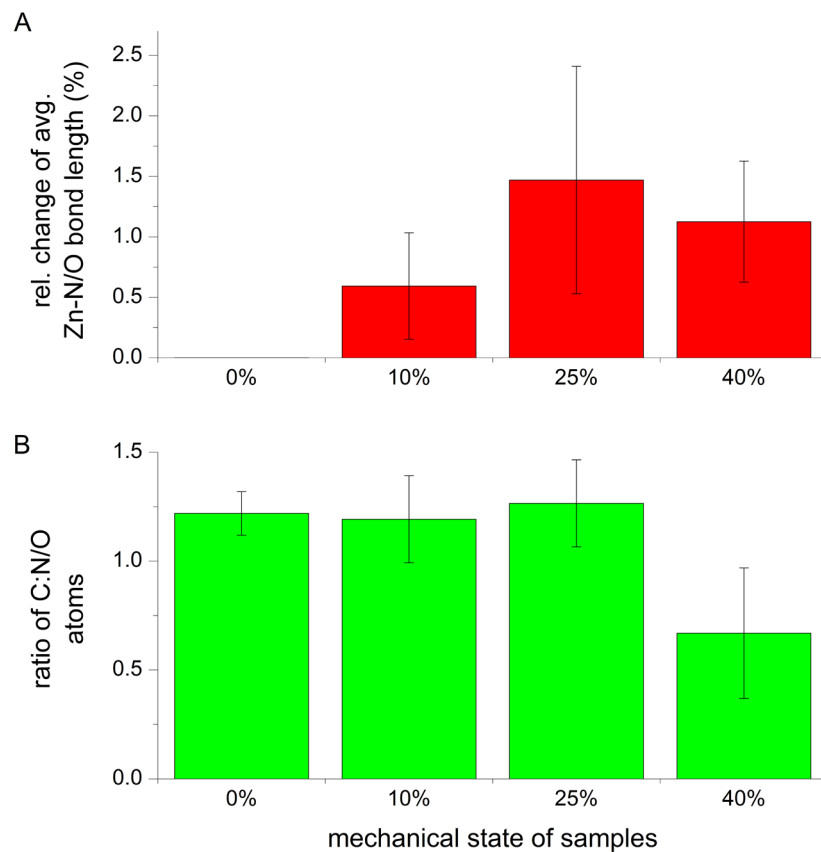 A
rel. change of avg.
Zn-N/O bond length (%)
2.5
2.0
1.5
1.0
0.5
0.0
0% 10% 25% 40%
B
ratio of C:N/O
atoms
1.5
1.0
0.5
0.0
0% 10% 25% 40%
mechanical state of samples